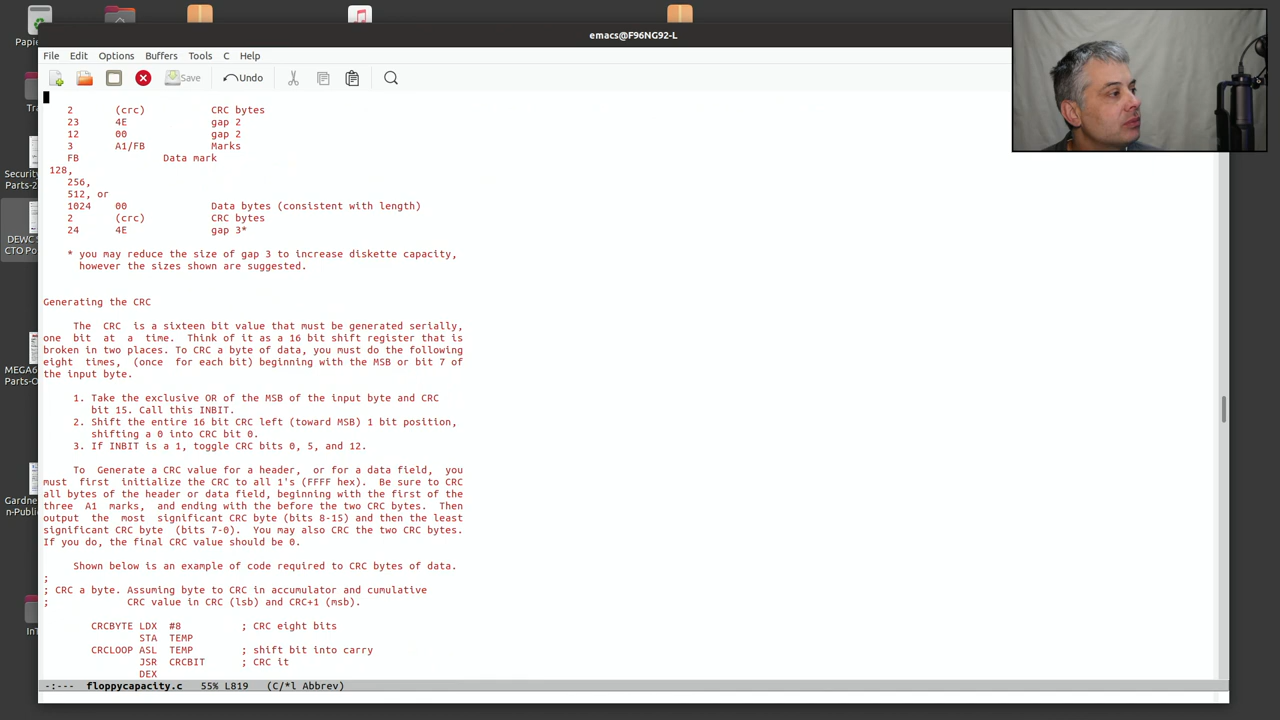 Papie
emacs@F96NG92-L
File Edit Options Buffers Tools C Help
Save Undo
Tra
Security
Parts-2
DEWC S
CTO Po
MEGA6
Parts-O
Gardne
n-Public
InT
2 (crc) CRC bytes
23 4E gap 2
12 00 gap 2
3 A1/FB Marks
FB Data mark
128,
256,
512, or
1024 00 Data bytes (consistent with length)
2 (crc) CRC bytes
24 4E gap 3*
* you may reduce the size of gap 3 to increase diskette capacity,
however the sizes shown are suggested.
Generating the CRC
The CRC is a sixteen bit value that must be generated serially,
one bit at a time. Think of it as a 16 bit shift register that is
broken in two places. To CRC a byte of data, you must do the following
eight times, (once for each bit) beginning with the MSB or bit 7 of
the input byte.
1. Take the exclusive OR of the MSB of the input byte and CRC
bit 15. Call this INBIT.
2. Shift the entire 16 bit CRC left (toward MSB) 1 bit position,
shifting a 0 into CRC bit 0.
3. If INBIT is a 1, toggle CRC bits 0, 5, and 12.
To Generate a CRC value for a header, or for a data field, you
must first initialize the CRC to all 1's (FFFF hex). Be sure to CRC
all bytes of the header or data field, beginning with the first of the
three A1 marks, and ending with the before the two CRC bytes. Then
output the most significant CRC byte (bits 8-15) and then the least
significant CRC byte (bits 7-0). You may also CRC the two CRC bytes.
If you do, the final CRC value should be 0.
Shown below is an example of code required to CRC bytes of data.
;
; CRC a byte. Assuming byte to CRC in accumulator and cumulative
; CRC value in CRC (lsb) and CRC+1 (msb).
CRCBYTE LDX #8 ; CRC eight bits
STA TEMP
CRCLOOP ASL TEMP ; shift bit into carry
JSR CRCBIT ; CRC it
DEX
-:--- floppycapacity.c 55% L819 (C/*l Abbrev)